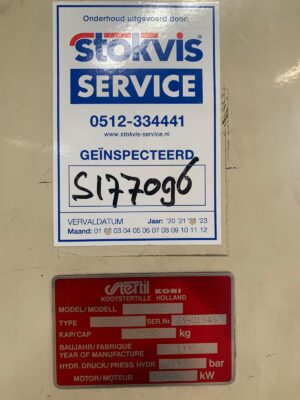 Onderhoud uitgevoerd door:
stokvis
SERVICE
0512-334441
www.stokvis-service.nl
GEÏNSPECTEERD
S177096
VERVALDATUM Jaar: '20 '21 '23
Maand: 01 03 04 05 06 07 08 09 10 11 12
stertil KONI
KOOTSTERTILLE HOLLAND
MODEL/MODELL
TYPE SER.Nr.
KAP/CAP kg
BAUJAHR/FABRIQUE
YEAR OF MANUFACTURE
HYDR. DRUCK/PRESS. HYDR. bar
MOTOR/MOTEUR kW